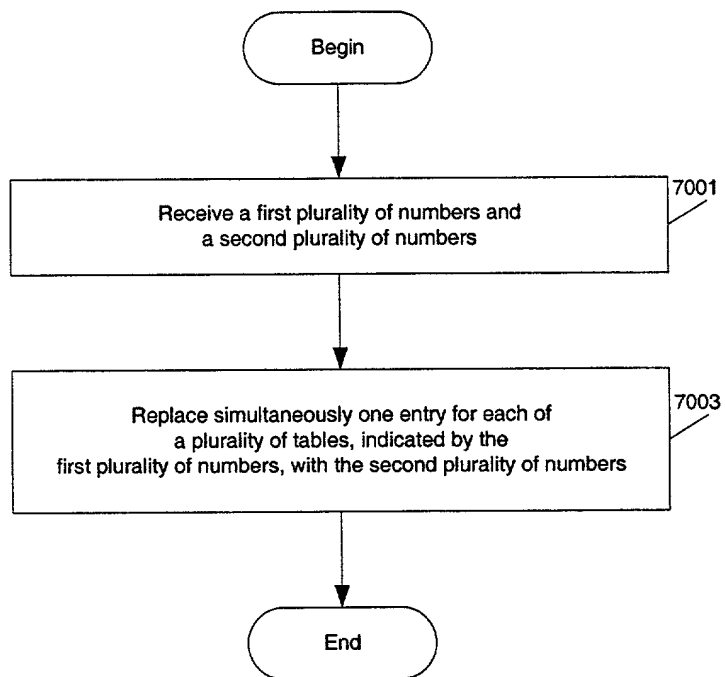 Begin
7001
Receive a first plurality of numbers and
a second plurality of numbers
7003
Replace simultaneously one entry for each of
a plurality of tables, indicated by the
first plurality of numbers, with the second plurality of numbers
End